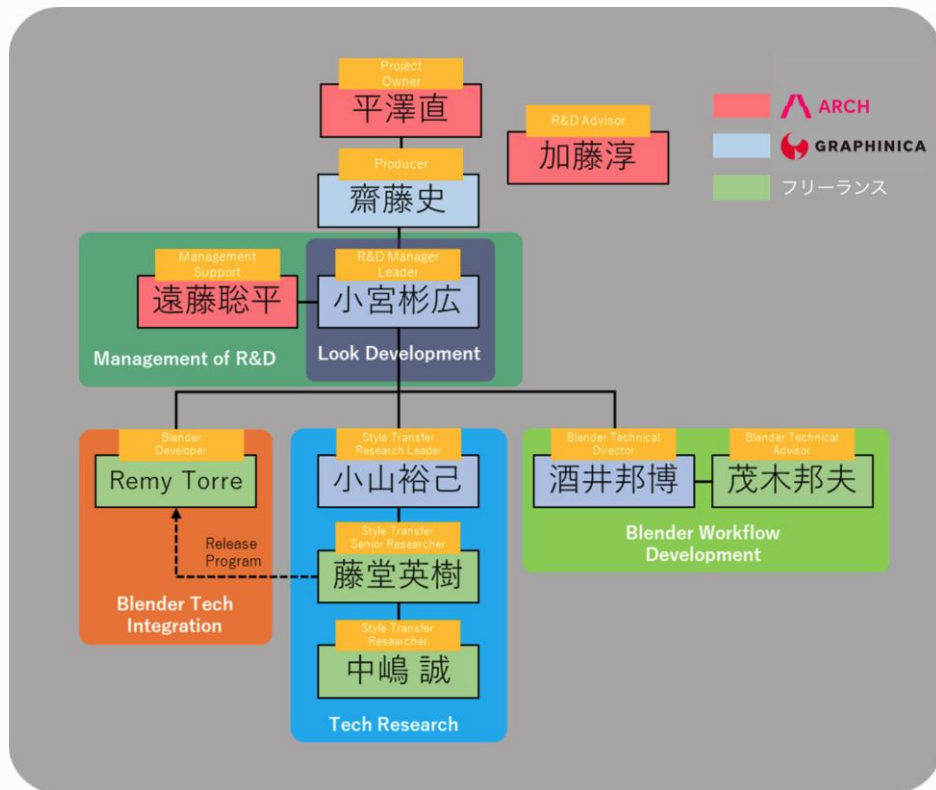 Project
Owner
平澤直
R&D Advisor
加藤淳
ARCH
GRAPHINICA
フリーランス
Producer
齋藤史
Management
Support
遠藤聡平
R&D Manager
Leader
小宮彬広
Management of R&D
Look Development
Blender
Developer
Remy Torre
Release
Program
Blender Tech
Integration
Style Transfer
Research Leader
小山裕己
Style Transfer
Senior Researcher
藤堂英樹
Style Transfer
Researcher
中嶋 誠
Tech Research
Blender Technical
Director
酒井邦博
Blender Technical
Advisor
茂木邦夫
Blender Workflow
Development